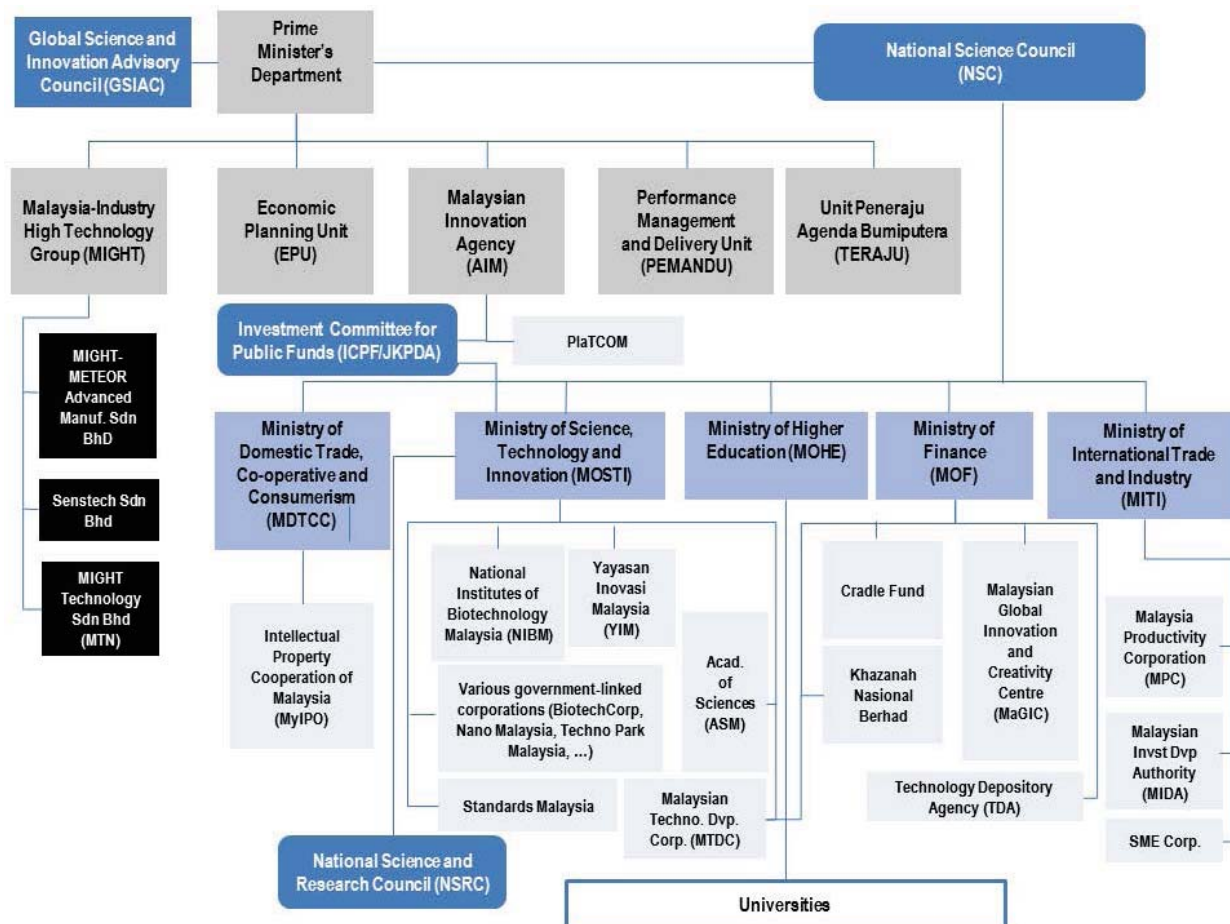 Global Science and
Innovation Advisory
Council (GSIAC)
Prime
Minister's
Department
National Science Council
(NSC)
Malaysia-Industry
High Technology
Group (MIGHT)
Economic
Planning Unit
(EPU)
Malaysian
Innovation
Agency
(AIM)
Performance
Management
and Delivery Unit
(PEMANDU)
Unit Peneraju
Agenda Bumiputera
(TERAJU)
Investment Committee for
Public Funds (ICPF/JKPDA)
PlaTCOM
MIGHT-
METEOR
Advanced
Manuf. Sdn
BhD
Senstech Sdn
Bhd
MIGHT
Technology
Sdn Bhd
(MTN)
Ministry of
Domestic Trade,
Co-operative and
Consumerism
(MDTCC)
Ministry of Science,
Technology and
Innovation (MOSTI)
Ministry of Higher
Education (MOHE)
Ministry of
Finance
(MOF)
Ministry of
International Trade
and Industry
(MITI)
Intellectual
Property
Cooperation of
Malaysia
(MyIPO)
National
Institutes of
Biotechnology
Malaysia (NIBM)
Yayasan
Inovasi
Malaysia
(YIM)
Various government-linked
corporations (BiotechCorp,
Nano Malaysia, Techno Park
Malaysia, ...)
Acad.
of
Sciences
(ASM)
Standards Malaysia
Malaysian
Techno. Dvp.
Corp. (MTDC)
Cradle Fund
Khazanah
Nasional
Berhad
Malaysian
Global
Innovation
and
Creativity
Centre
(MaGIC)
Technology Depository
Agency (TDA)
Malaysia
Productivity
Corporation
(MPC)
Malaysian
Invst Dvp
Authority
(MIDA)
SME Corp.
National Science and
Research Council (NSRC)
Universities